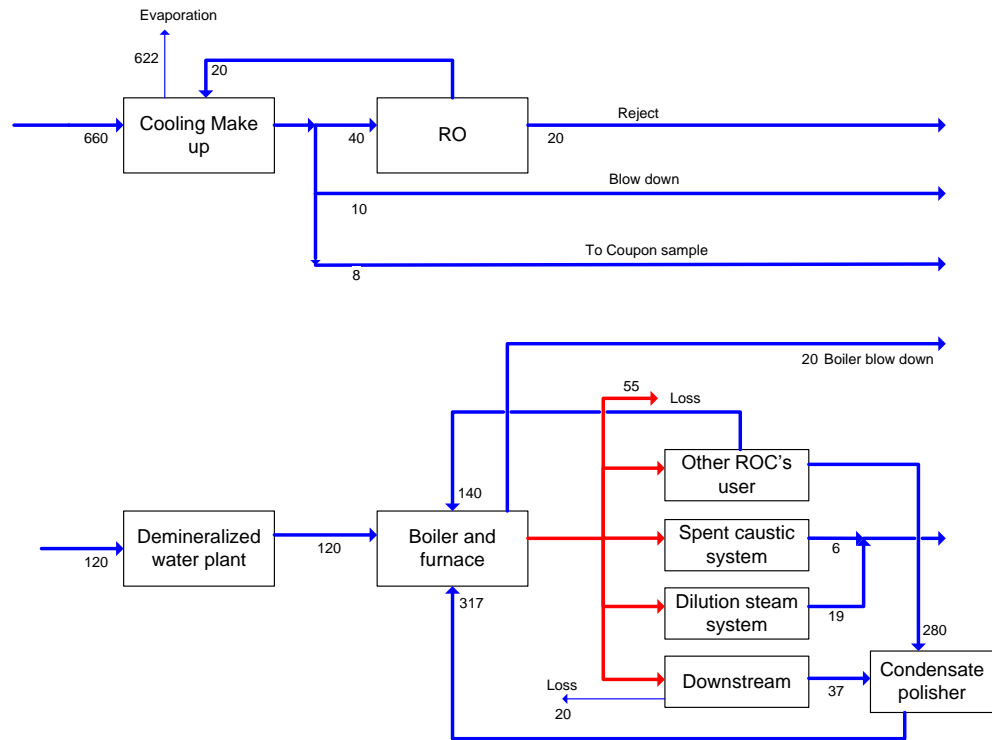 Evaporation
622
20
Cooling Make
up
RO
Reject
660
40
20
Blow down
10
To Coupon sample
8
20 Boiler blow down
55
Loss
Other ROC's
user
140
Demineralized
water plant
120
Boiler and
furnace
Spent caustic
system
120
6
317
Dilution steam
system
19
280
Loss
Downstream
37
Condensate
polisher
20